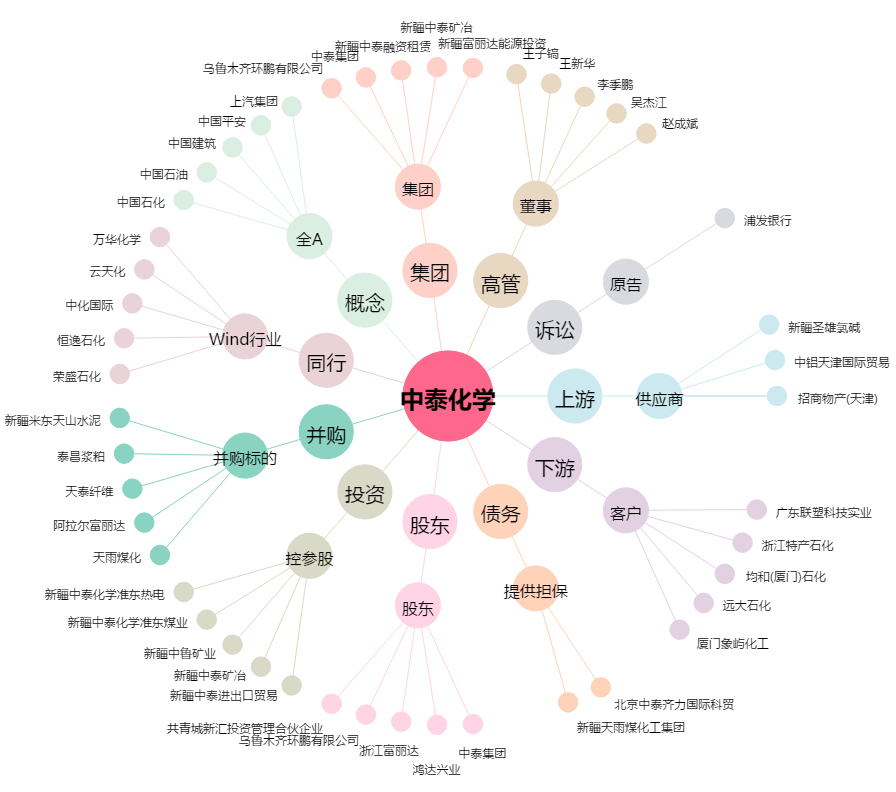 中泰化学
集团
集团
乌鲁木齐环鹏有限公司
中泰集团
新疆中泰融资租赁
新疆中泰矿冶
新疆富丽达能源投资
高管
董事
王子镐
王新华
李季鹏
吴杰江
赵成斌
诉讼
原告
浦发银行
上游
供应商
新疆圣雄氯碱
中铝天津国际贸易
招商物产(天津)
下游
客户
广东联塑科技实业
浙江特产石化
均和(厦门)石化
远大石化
厦门象屿化工
债务
提供担保
北京中泰齐力国际科贸
新疆天雨煤化工集团
股东
股东
中泰集团
鸿达兴业
浙江富丽达
乌鲁木齐环鹏有限公司
共青城新汇投资管理合伙企业
投资
控参股
新疆中泰进出口贸易
新疆中泰矿冶
新疆中鲁矿业
新疆中泰化学准东煤业
新疆中泰化学准东热电
并购
并购标的
天雨煤化
阿拉尔富丽达
天泰纤维
泰昌浆粕
新疆米东天山水泥
同行
Wind行业
荣盛石化
恒逸石化
中化国际
云天化
万华化学
概念
全A
中国石化
中国石油
中国建筑
中国平安
上汽集团